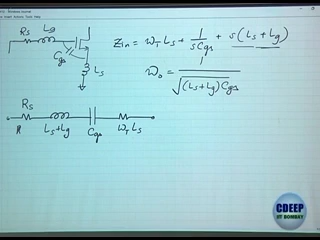 Rs Lg
Cgs
Ls
Zin = ωT Ls + 1/sCgs + s(Ls + Lg)
ω₀ = 1/√(Ls+Lg)Cgs
Rs
Ls+Lg Cgs ωT Ls
CDEEP
IIT BOMBAY